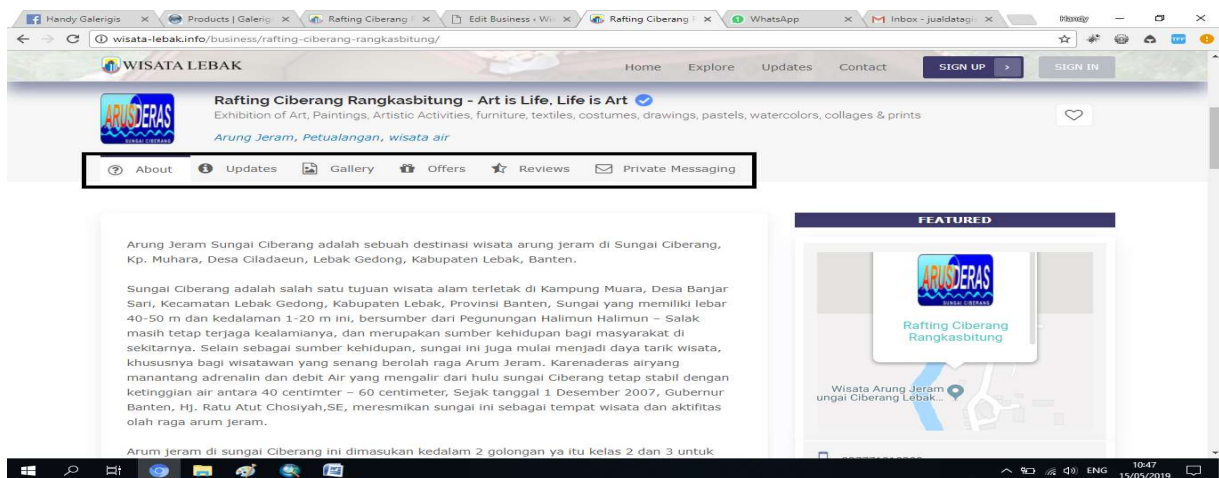 Handy Galerigis
Products | Galerig
Rafting Ciberang
Edit Business ‹ Wi
Rafting Ciberang
WhatsApp
Inbox - jualdatagi
Handy
wisata-lebak.info/business/rafting-ciberang-rangkasbitung/
WISATA LEBAK
Home Explore Updates Contact SIGN UP > SIGN IN
ARUSDERAS
SUNGAI CIBERANG
Rafting Ciberang Rangkasbitung - Art is Life, Life is Art
Exhibition of Art, Paintings, Artistic Activities, furniture, textiles, costumes, drawings, pastels, watercolors, collages & prints
Arung Jeram, Petualangan, wisata air
About Updates Gallery Offers Reviews Private Messaging
Arung Jeram Sungai Ciberang adalah sebuah destinasi wisata arung jeram di Sungai Ciberang,
Kp. Muhara, Desa Ciladaeun, Lebak Gedong, Kabupaten Lebak, Banten.
Sungai Ciberang adalah salah satu tujuan wisata alam terletak di Kampung Muara, Desa Banjar
Sari, Kecamatan Lebak Gedong, Kabupaten Lebak, Provinsi Banten, Sungai yang memiliki lebar
40-50 m dan kedalaman 1-20 m ini, bersumber dari Pegunungan Halimun Halimun – Salak
masih tetap terjaga kealamianya, dan merupakan sumber kehidupan bagi masyarakat di
sekitarnya. Selain sebagai sumber kehidupan, sungai ini juga mulai menjadi daya tarik wisata,
khususnya bagi wisatawan yang senang berolah raga Arum Jeram. Karenaderas airyang
manantang adrenalin dan debit Air yang mengalir dari hulu sungai Ciberang tetap stabil dengan
ketinggian air antara 40 centimter – 60 centimeter, Sejak tanggal 1 Desember 2007, Gubernur
Banten, Hj. Ratu Atut Chosiyah,SE, meresmikan sungai ini sebagai tempat wisata dan aktifitas
olah raga arum jeram.
Arum jeram di sungai Ciberang ini dimasukan kedalam 2 golongan ya itu kelas 2 dan 3 untuk
FEATURED
ARUSDERAS
SUNGAI CIBERANG
Rafting Ciberang
Rangkasbitung
Wisata Arung Jeram
ungai Ciberang Lebak...
ENG
10:47
15/05/2019